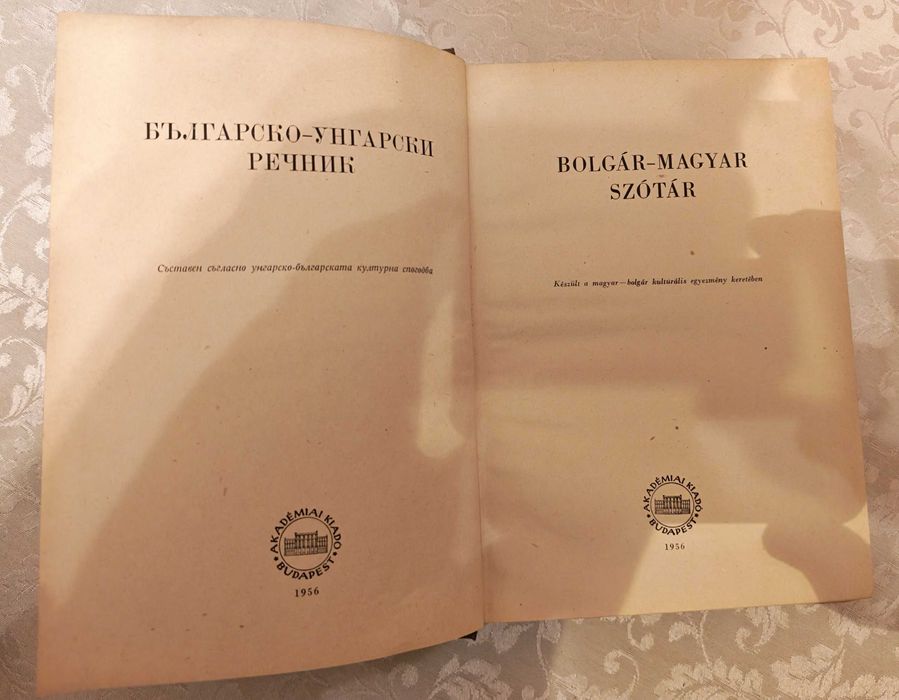 БЪЛГАРСКО-УНГАРСКИ
РЕЧНИК
Съставен съгласно унгарско-българската културна спогодба
AKADÉMIAI KIADÓ
BUDAPEST
1956
BOLGÁR-MAGYAR
SZÓTÁR
Készült a magyar—bolgár kulturális egyezmény keretében
AKADÉMIAI KIADÓ
BUDAPEST
1956